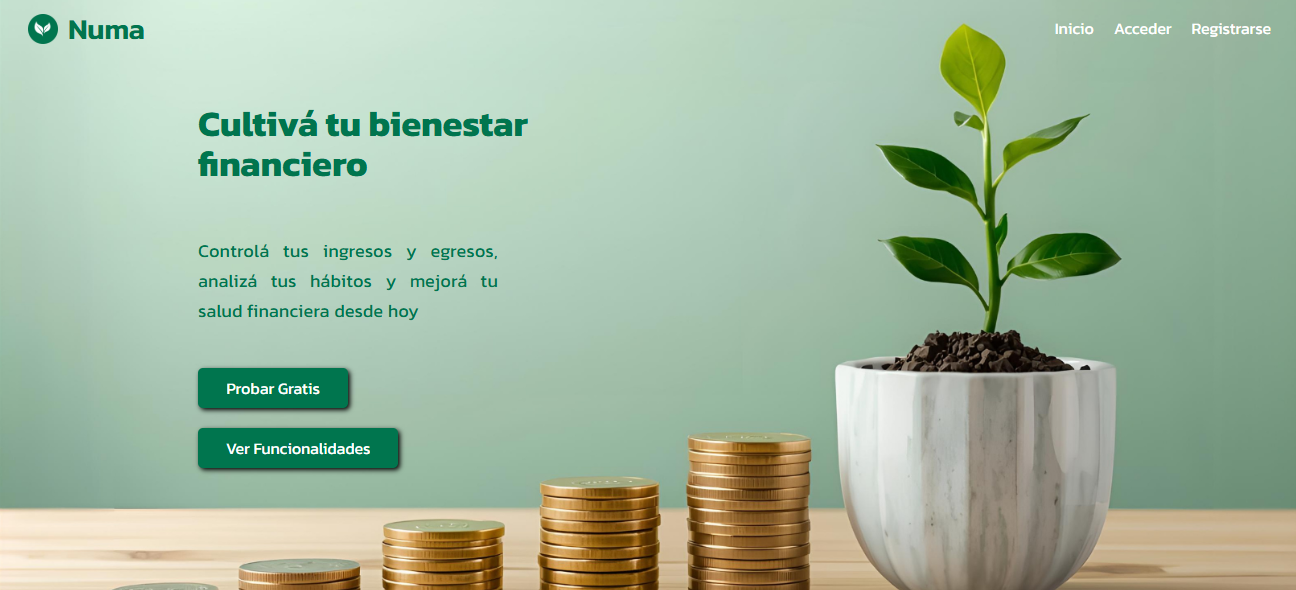 Numa
Inicio Acceder Registrarse
Cultivá tu bienestar
financiero
Controlá tus ingresos y egresos,
analizá tus hábitos y mejorá tu
salud financiera desde hoy
Probar Gratis
Ver Funcionalidades